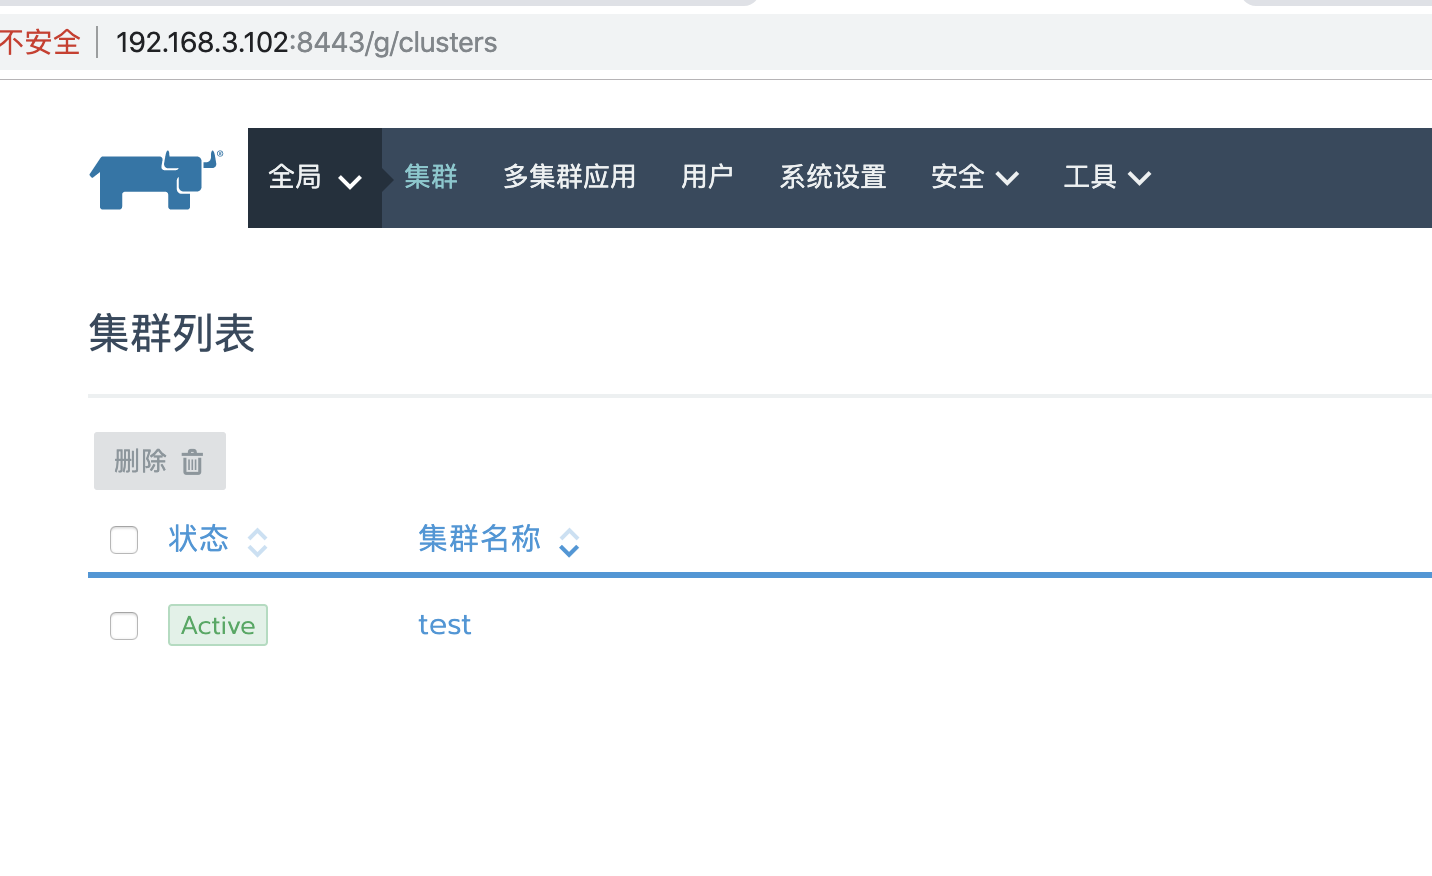 不安全 192.168.3.102:8443/g/clusters
全局 集群 多集群应用 用户 系统设置 安全 工具
集群列表
删除
状态 集群名称
Active test